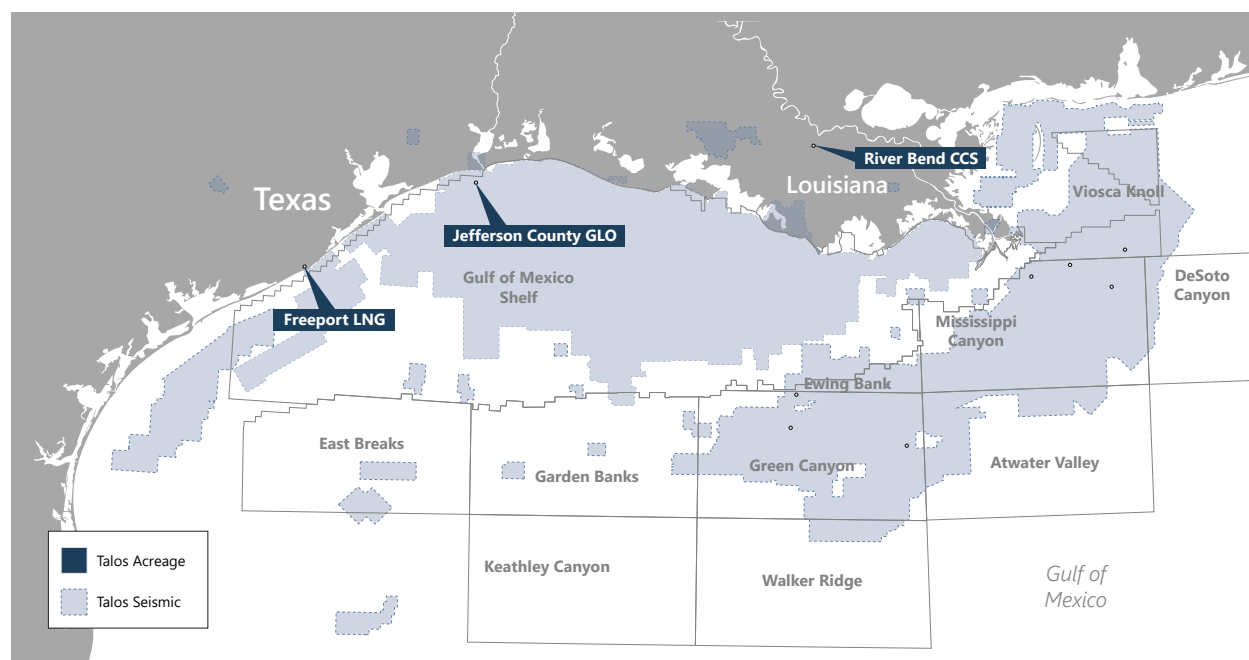 River Bend CCS
Louisiana
Texas
Viosca Knoll
Jefferson County GLO
Gulf of Mexico
Shelf
DeSoto
Canyon
Freeport LNG
Mississippi
Canyon
Ewing Bank
East Breaks
Garden Banks
Green Canyon
Atwater Valley
Talos Acreage
Talos Seismic
Keathley Canyon
Walker Ridge
Gulf of
Mexico